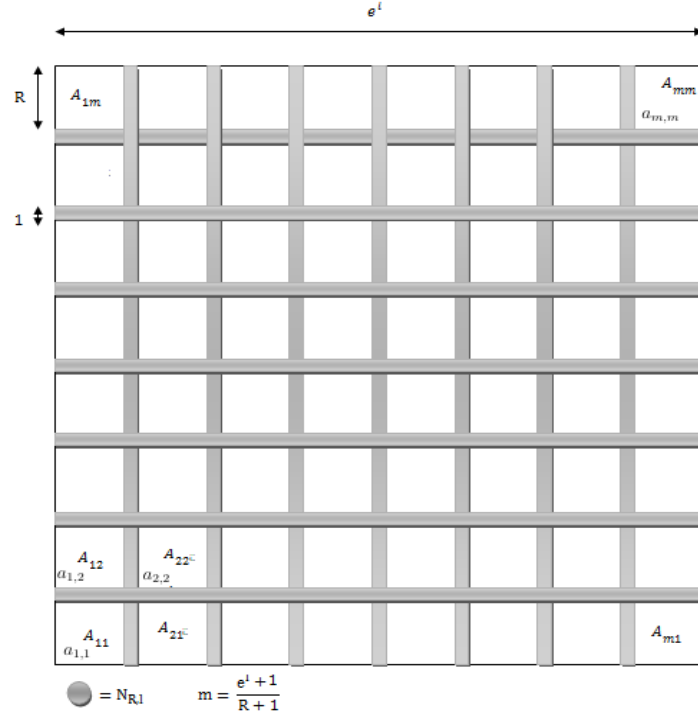 e^i
R
A_{1m}
A_{mm}
a_{m,m}
:
1
A_{12}
a_{1,2}
A_{22}
a_{2,2}
A_{11}
a_{1,1}
A_{21}
A_{m1}
= N_{R,l} m = \frac{e^i + 1}{R + 1}